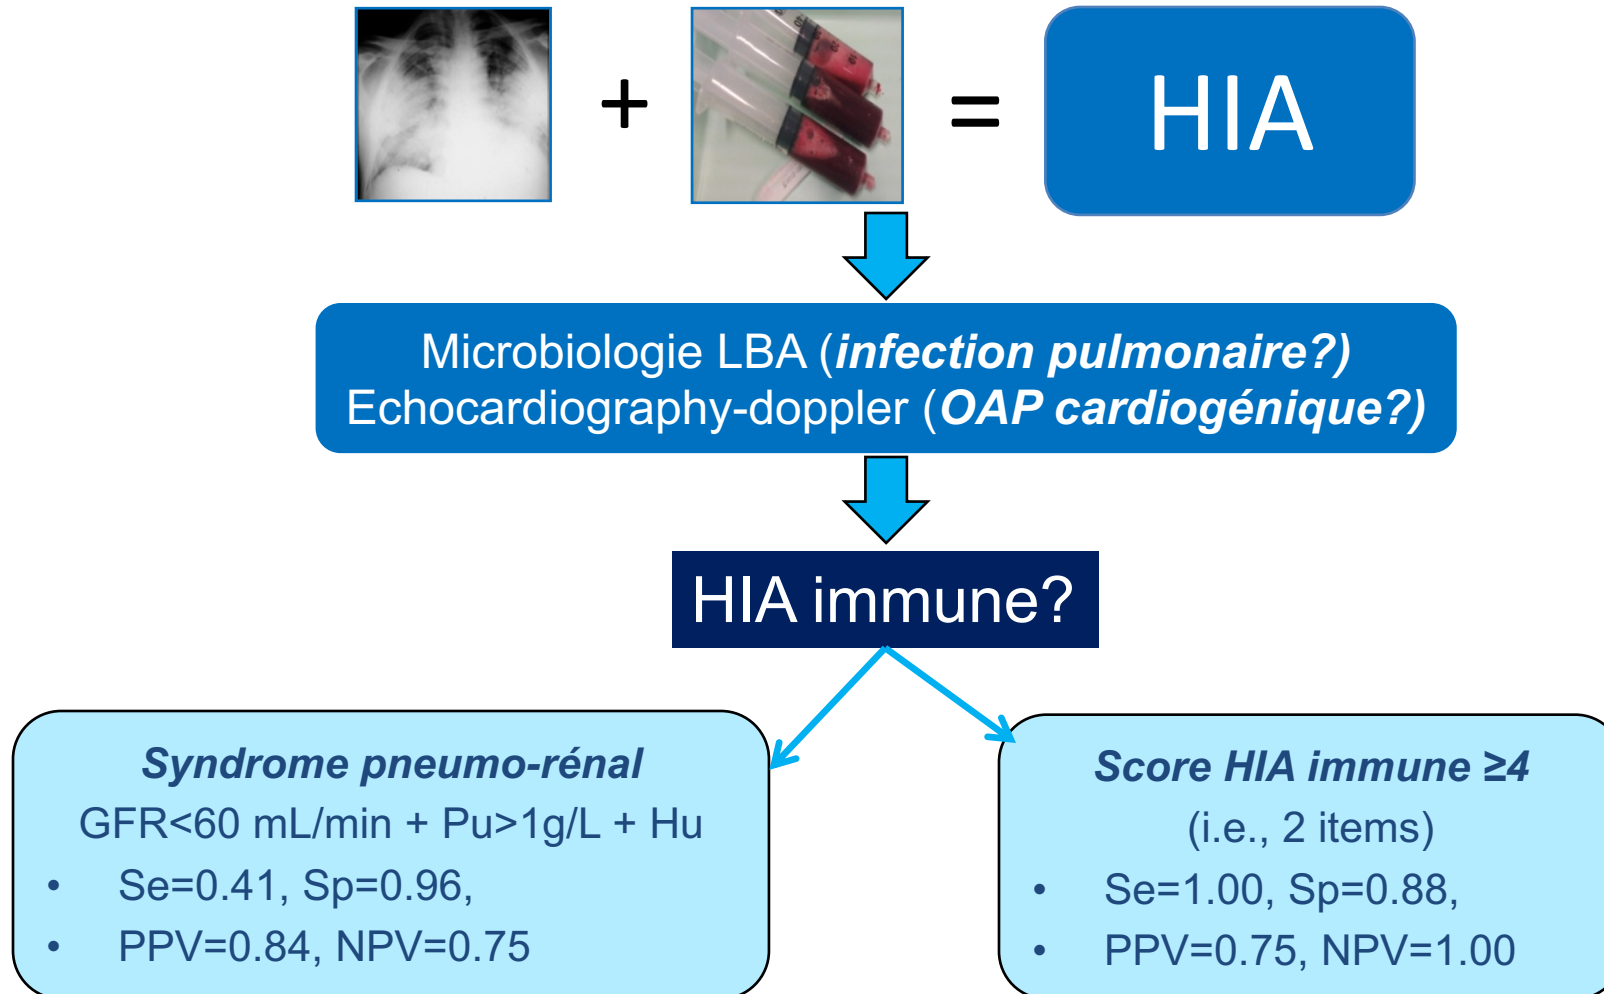 + = HIA
Microbiologie LBA (infection pulmonaire?)
Echocardiography-doppler (OAP cardiogénique?)
HIA immune?
Syndrome pneumo-rénal
GFR<60 mL/min + Pu>1g/L + Hu
• Se=0.41, Sp=0.96,
• PPV=0.84, NPV=0.75
Score HIA immune ≥4
(i.e., 2 items)
• Se=1.00, Sp=0.88,
• PPV=0.75, NPV=1.00